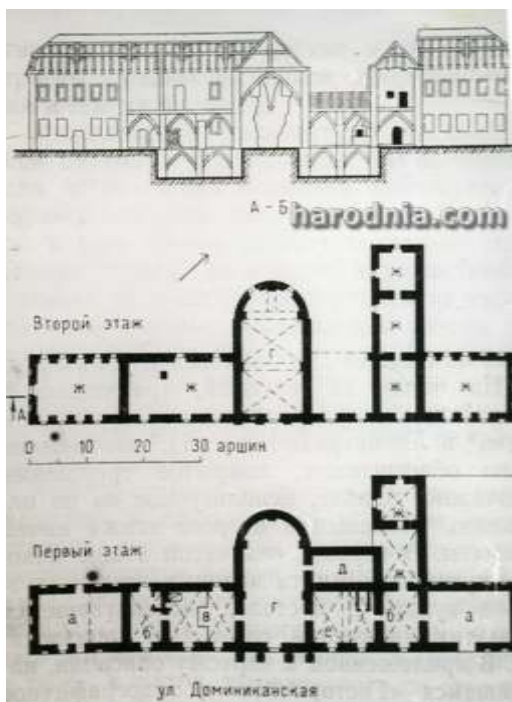 А - Б
harodnia.com
Второй этаж
ж
ж
ж
г
ж
ж
ж
А
0 10 20 30 аршин
Первый этаж
ж
ж
д
а
б
в
г
б
а
ул. Доминиканская